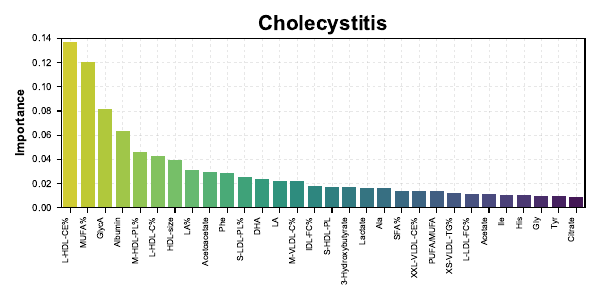 Cholecystitis
Importance
0.14
0.12
0.10
0.08
0.06
0.04
0.02
0.00
L-HDL-CE%
MUFA%
GlycA
Albumin
M-HDL-PL%
L-HDL-C%
HDL-size
LA%
Acetoacetate
Phe
S-LDL-PL%
DHA
LA
M-VLDL-C%
IDL-FC%
S-HDL-PL
3-Hydroxybutyrate
Lactate
Ala
SFA%
XXL-VLDL-CE%
PUFA/MUFA
XS-VLDL-TG%
L-LDL-FC%
Acetate
Ile
His
Gly
Tyr
Citrate